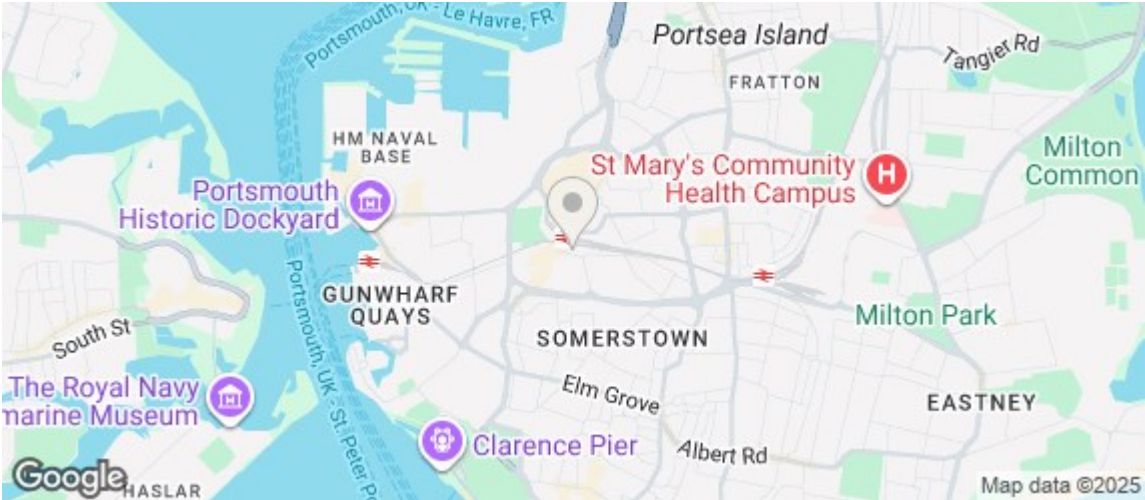 Portsmouth, UK - Le Havre, FR
Portsea Island
Tangier Rd
FRATTON
HM NAVAL
BASE
Milton
Common
St Mary's Community
Health Campus
H
Portsmouth
Historic Dockyard
Portsmouth, UK - St. Peter Po
GUNWHARF
QUAYS
Milton Park
South St
SOMERSTOWN
The Royal Navy
marine Museum
Elm Grove
EASTNEY
Clarence Pier
Albert Rd
Google
HASLAR
Map data ©2025